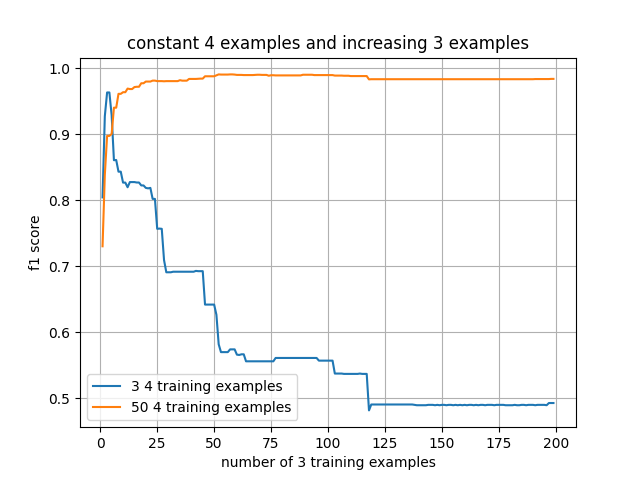 constant 4 examples and increasing 3 examples
1.0
0.9
0.8
0.7
0.6
0.5
f1 score
3 4 training examples
50 4 training examples
0 25 50 75 100 125 150 175 200
number of 3 training examples